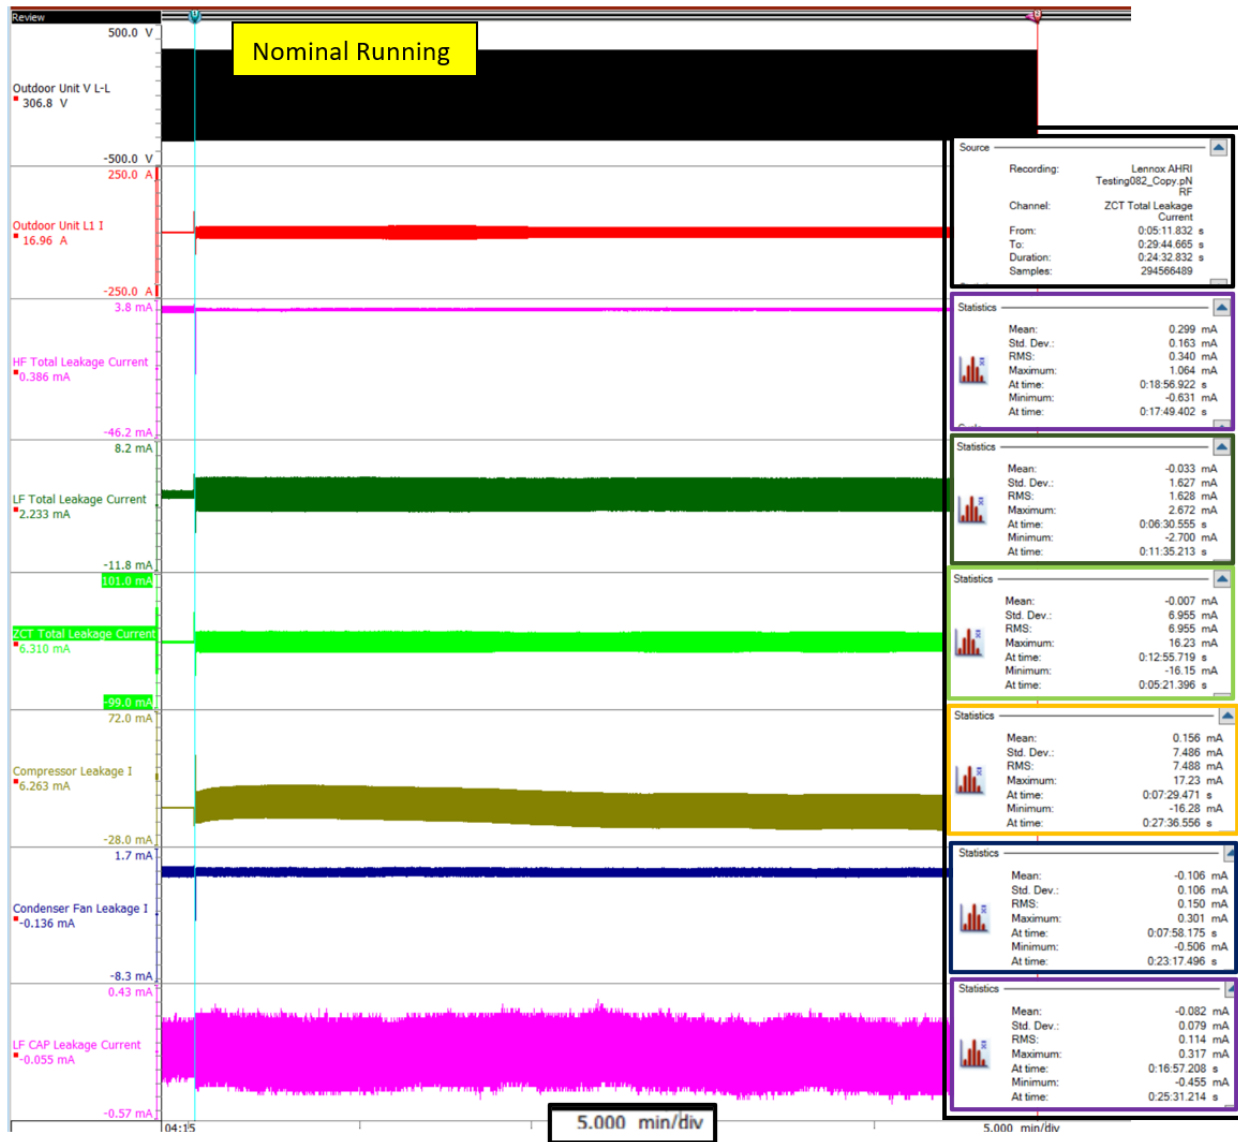 Review
Nominal Running
500.0 V
Outdoor Unit V L-L
306.8 V
-500.0 V
250.0 A
Outdoor Unit L1 I
16.96 A
-250.0 A
3.8 mA
HF Total Leakage Current
0.386 mA
-46.2 mA
8.2 mA
LF Total Leakage Current
2.233 mA
-11.8 mA
101.0 mA
ZCT Total Leakage Current
6.310 mA
-99.0 mA
72.0 mA
Compressor Leakage I
6.263 mA
-28.0 mA
1.7 mA
Condenser Fan Leakage I
-0.136 mA
-8.3 mA
0.43 mA
LF CAP Leakage Current
-0.055 mA
-0.57 mA
04:15
5.000 min/div
5.000 min/div
Source
Recording: Lennox AHRI
Testing082_Copy.pN
RF
Channel: ZCT Total Leakage
Current
From: 0:05:11.832 s
To: 0:29:44.665 s
Duration: 0:24:32.832 s
Samples: 294566489
Statistics
Mean: 0.299 mA
Std. Dev.: 0.163 mA
RMS: 0.340 mA
Maximum: 1.064 mA
At time: 0:18:56.922 s
Minimum: -0.631 mA
At time: 0:17:49.402 s
Statistics
Mean: -0.033 mA
Std. Dev.: 1.627 mA
RMS: 1.628 mA
Maximum: 2.672 mA
At time: 0:06:30.555 s
Minimum: -2.700 mA
At time: 0:11:35.213 s
Statistics
Mean: -0.007 mA
Std. Dev.: 6.955 mA
RMS: 6.955 mA
Maximum: 16.23 mA
At time: 0:12:55.719 s
Minimum: -16.15 mA
At time: 0:05:21.396 s
Statistics
Mean: 0.156 mA
Std. Dev.: 7.486 mA
RMS: 7.488 mA
Maximum: 17.23 mA
At time: 0:07:29.471 s
Minimum: -16.28 mA
At time: 0:27:36.556 s
Statistics
Mean: -0.106 mA
Std. Dev.: 0.106 mA
RMS: 0.150 mA
Maximum: 0.301 mA
At time: 0:07:58.175 s
Minimum: -0.506 mA
At time: 0:23:17.496 s
Statistics
Mean: -0.082 mA
Std. Dev.: 0.079 mA
RMS: 0.114 mA
Maximum: 0.317 mA
At time: 0:16:57.208 s
Minimum: -0.455 mA
At time: 0:25:31.214 s